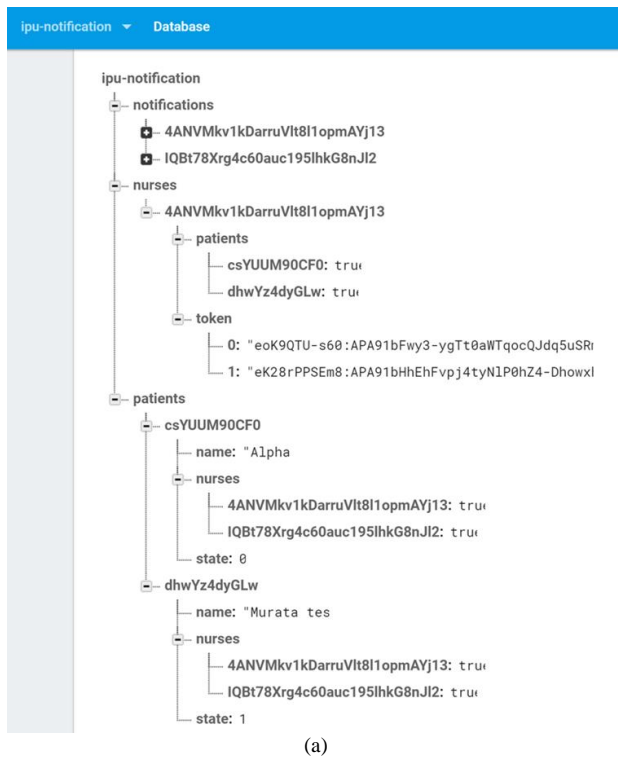 ipu-notification Database
ipu-notification
notifications
4ANVMkv1kDarruVlt8l1opmAYj13
IQBt78Xrg4c60auc195lhkG8nJl2
nurses
4ANVMkv1kDarruVlt8l1opmAYj13
patients
csYUUM90CF0: tru
dhwYz4dyGLw: tru
token
0: "eoK9QTU-s60:APA91bFwy3-ygTt0aWTqocQJdq5uSR
1: "eK28rPPSEm8:APA91bHhEhFvpj4tyNlP0hZ4-Dhowx
patients
csYUUM90CF0
name: "Alpha
nurses
4ANVMkv1kDarruVlt8l1opmAYj13: tru
IQBt78Xrg4c60auc195lhkG8nJl2: tru
state: 0
dhwYz4dyGLw
name: "Murata tes
nurses
4ANVMkv1kDarruVlt8l1opmAYj13: tru
IQBt78Xrg4c60auc195lhkG8nJl2: tru
state: 1
(a)